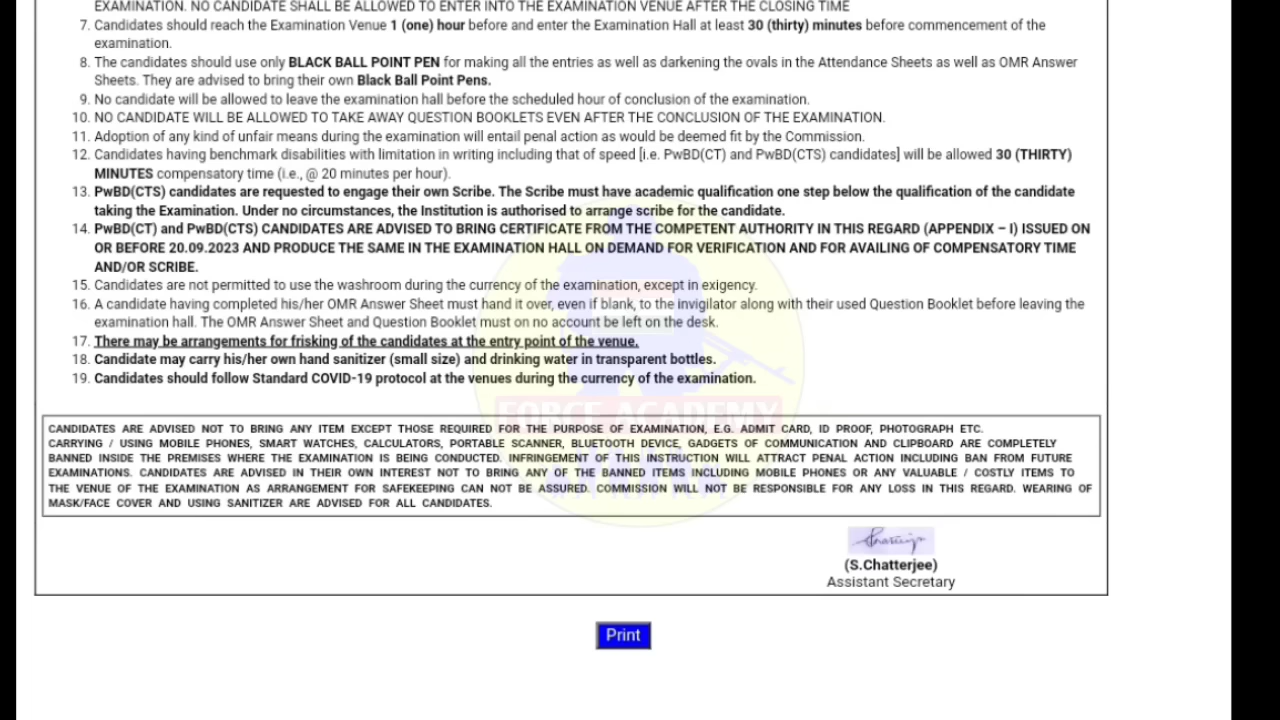 EXAMINATION. NO CANDIDATE SHALL BE ALLOWED TO ENTER INTO THE EXAMINATION VENUE AFTER THE CLOSING TIME
7. Candidates should reach the Examination Venue 1 (one) hour before and enter the Examination Hall at least 30 (thirty) minutes before commencement of the
examination.
8. The candidates should use only BLACK BALL POINT PEN for making all the entries as well as darkening the ovals in the Attendance Sheets as well as OMR Answer
Sheets. They are advised to bring their own Black Ball Point Pens.
9. No candidate will be allowed to leave the examination hall before the scheduled hour of conclusion of the examination.
10. NO CANDIDATE WILL BE ALLOWED TO TAKE AWAY QUESTION BOOKLETS EVEN AFTER THE CONCLUSION OF THE EXAMINATION.
11. Adoption of any kind of unfair means during the examination will entail penal action as would be deemed fit by the Commission.
12. Candidates having benchmark disabilities with limitation in writing including that of speed [i.e. PwBD(CT) and PwBD(CTS) candidates] will be allowed 30 (THIRTY)
MINUTES compensatory time (i.e., @ 20 minutes per hour).
13. PwBD(CTS) candidates are requested to engage their own Scribe. The Scribe must have academic qualification one step below the qualification of the candidate
taking the Examination. Under no circumstances, the Institution is authorised to arrange scribe for the candidate.
14. PwBD(CT) and PwBD(CTS) CANDIDATES ARE ADVISED TO BRING CERTIFICATE FROM THE COMPETENT AUTHORITY IN THIS REGARD (APPENDIX – I) ISSUED ON
OR BEFORE 20.09.2023 AND PRODUCE THE SAME IN THE EXAMINATION HALL ON DEMAND FOR VERIFICATION AND FOR AVAILING OF COMPENSATORY TIME
AND/OR SCRIBE.
15. Candidates are not permitted to use the washroom during the currency of the examination, except in exigency.
16. A candidate having completed his/her OMR Answer Sheet must hand it over, even if blank, to the invigilator along with their used Question Booklet before leaving the
examination hall. The OMR Answer Sheet and Question Booklet must on no account be left on the desk.
17. There may be arrangements for frisking of the candidates at the entry point of the venue.
18. Candidate may carry his/her own hand sanitizer (small size) and drinking water in transparent bottles.
19. Candidates should follow Standard COVID-19 protocol at the venues during the currency of the examination.
FORCE ACADEMY
CANDIDATES ARE ADVISED NOT TO BRING ANY ITEM EXCEPT THOSE REQUIRED FOR THE PURPOSE OF EXAMINATION, E.G. ADMIT CARD, ID PROOF, PHOTOGRAPH ETC.
CARRYING / USING MOBILE PHONES, SMART WATCHES, CALCULATORS, PORTABLE SCANNER, BLUETOOTH DEVICE, GADGETS OF COMMUNICATION AND CLIPBOARD ARE COMPLETELY
BANNED INSIDE THE PREMISES WHERE THE EXAMINATION IS BEING CONDUCTED. INFRINGEMENT OF THIS INSTRUCTION WILL ATTRACT PENAL ACTION INCLUDING BAN FROM FUTURE
EXAMINATIONS. CANDIDATES ARE ADVISED IN THEIR OWN INTEREST NOT TO BRING ANY OF THE BANNED ITEMS INCLUDING MOBILE PHONES OR ANY VALUABLE / COSTLY ITEMS TO
THE VENUE OF THE EXAMINATION AS ARRANGEMENT FOR SAFEKEEPING CAN NOT BE ASSURED. COMMISSION WILL NOT BE RESPONSIBLE FOR ANY LOSS IN THIS REGARD. WEARING OF
MASK/FACE COVER AND USING SANITIZER ARE ADVISED FOR ALL CANDIDATES.
(S.Chatterjee)
Assistant Secretary
Print